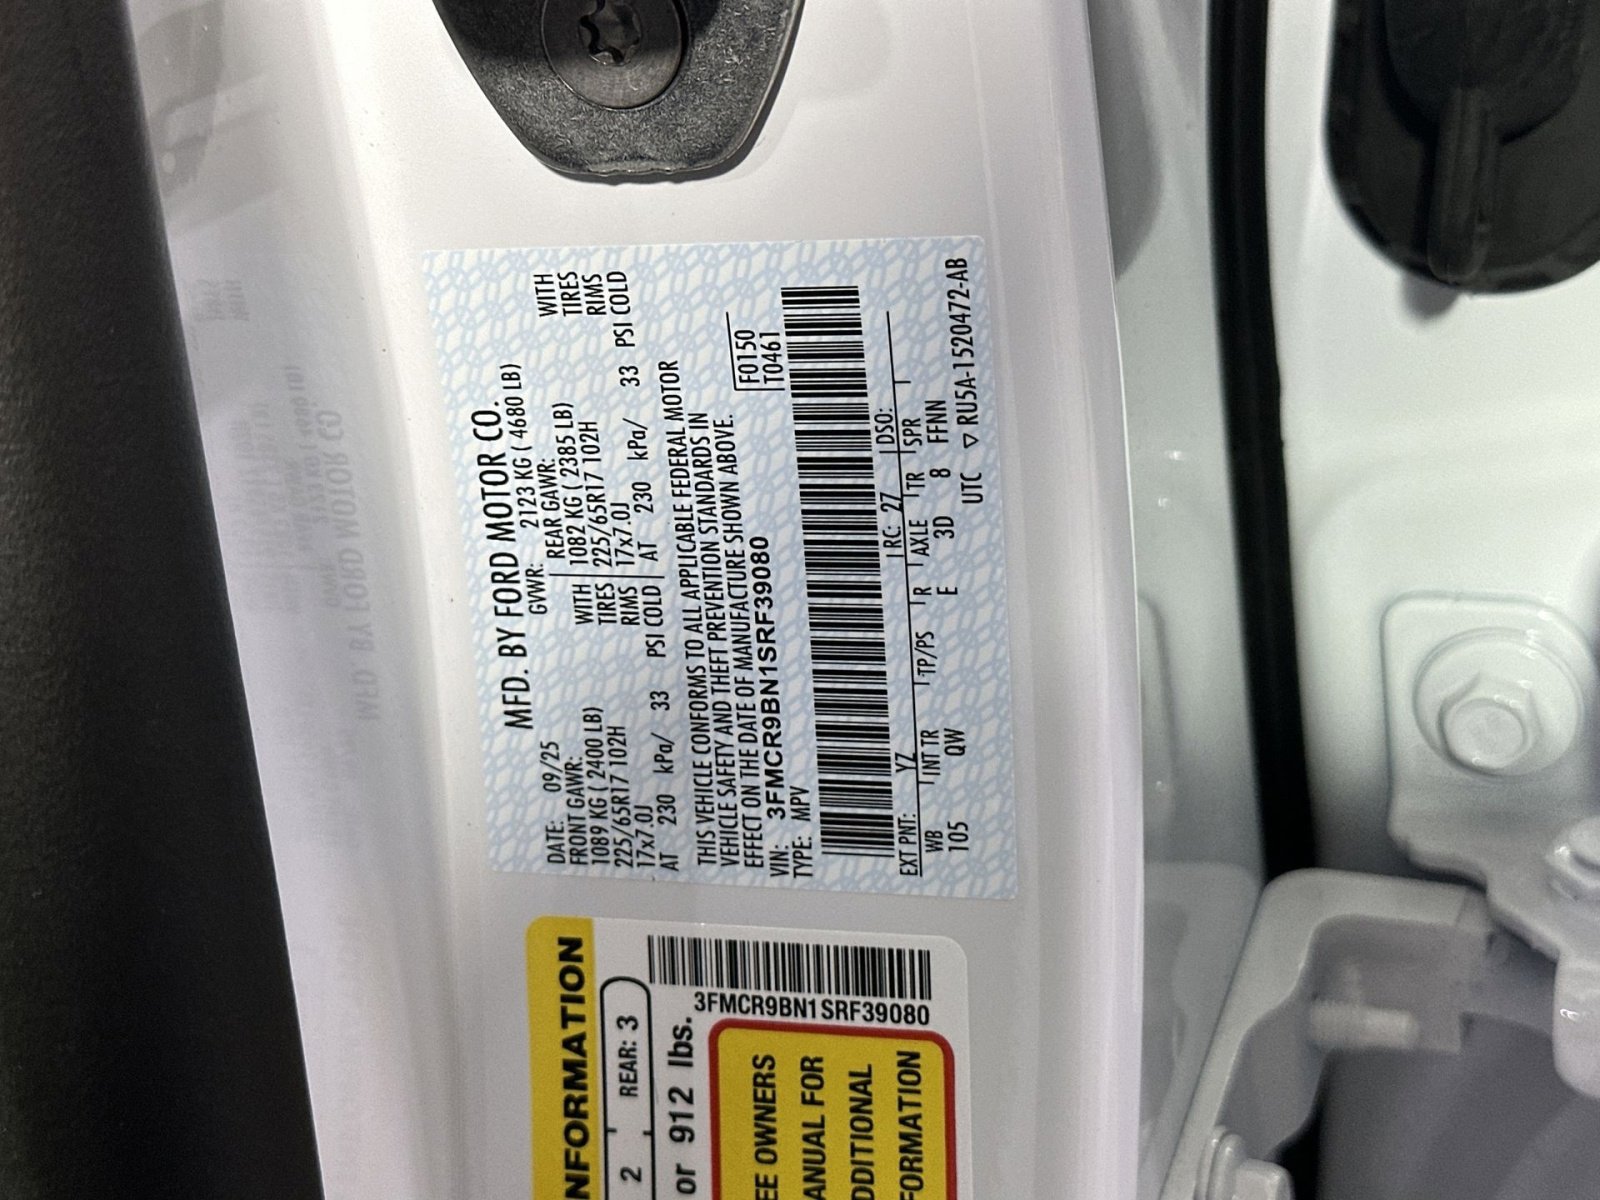 MFD. BY FORD MOTOR CO.
DATE: 09/25 GVWR: 2123 KG ( 4680 LB)
FRONT GAWR: REAR GAWR:
1089 KG ( 2400 LB) WITH 1082 KG ( 2385 LB) WITH
225/65R17 102H TIRES 225/65R17 102H TIRES
17x7.0J RIMS 17x7.0J RIMS
AT 230 kPa/ 33 PSI COLD AT 230 kPa/ 33 PSI COLD
THIS VEHICLE CONFORMS TO ALL APPLICABLE FEDERAL MOTOR
VEHICLE SAFETY AND THEFT PREVENTION STANDARDS IN
EFFECT ON THE DATE OF MANUFACTURE SHOWN ABOVE.
VIN: 3FMCR9BN1SRF39080 F0150
TYPE: MPV T0461
EXT PNT: YZ RC: 27 DSO:
WB INT TR TP/PS R AXLE TR SPR
105 QW E 3D 8 FFNN
UTC ▽ RU5A-1520472-AB
NFORMATION
2 REAR: 3
or 912 lbs.
3FMCR9BN1SRF39080
EE OWNERS
ANUAL FOR
DDITIONAL
FORMATION